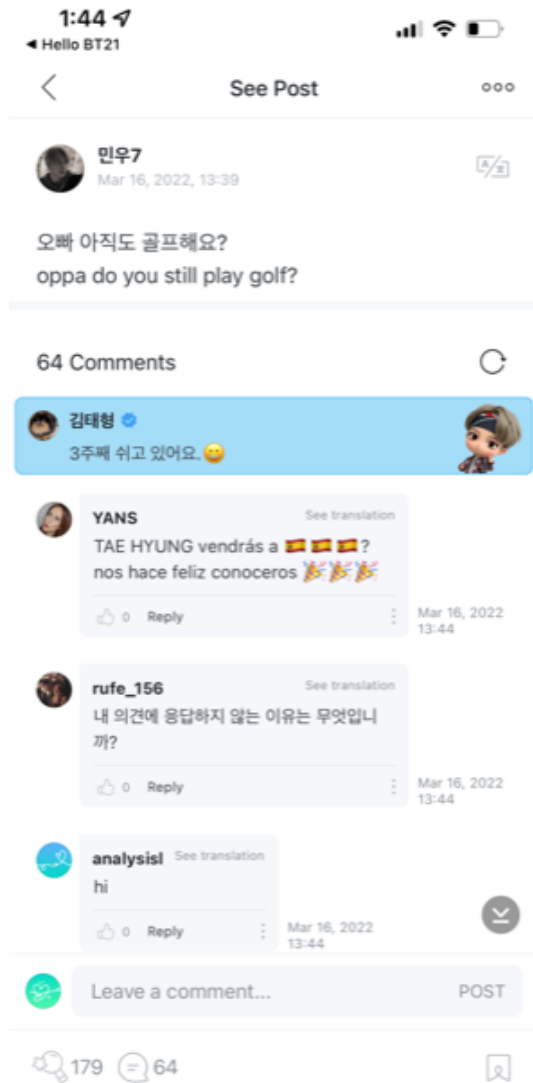 1:44
◀ Hello BT21
See Post
민우7
Mar 16, 2022, 13:39
오빠 아직도 골프해요?
oppa do you still play golf?
64 Comments
김태형
3주째 쉬고 있어요.😀
YANS See translation
TAE HYUNG vendrás a 🇪🇸🇪🇸🇪🇸?
nos hace feliz conoceros 🎉🎉🎉
0 Reply
Mar 16, 2022
13:44
rufe_156 See translation
내 의견에 응답하지 않는 이유는 무엇입니
까?
0 Reply
Mar 16, 2022
13:44
analysisl See translation
hi
0 Reply
Mar 16, 2022
13:44
Leave a comment... POST
179 64